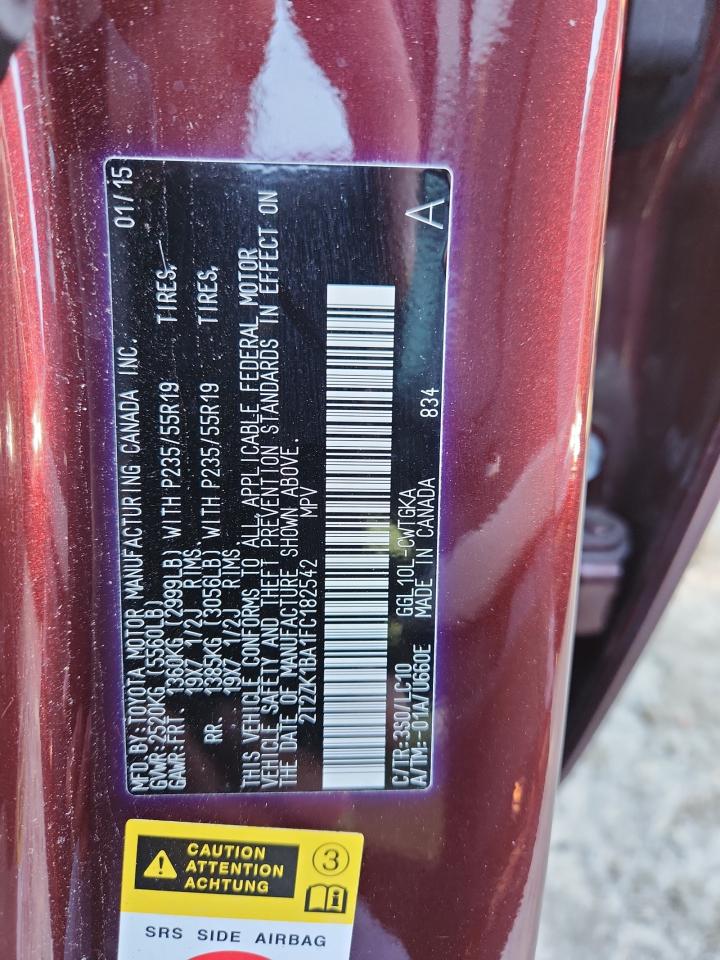 MFD. BY: TOYOTA MOTOR MANUFACTURING CANADA INC. 01/15
GVWR: 2520KG (5560LB)
GAWR: FRT. 1360KG (2999LB) WITH P235/55R19 TIRES,
19X7 1/2J RIMS,
RR. 1385KG (3056LB) WITH P235/55R19 TIRES,
19X7 1/2J RIMS,
THIS VEHICLE CONFORMS TO ALL APPLICABLE FEDERAL MOTOR
VEHICLE SAFETY AND THEFT PREVENTION STANDARDS IN EFFECT ON
THE DATE OF MANUFACTURE SHOWN ABOVE.
2T2ZK1BA1FC182542 MPV
C/TR: 3S0/LC10 GGL10L-CWTGKA 834 A
A/TM: -01A/U660E MADE IN CANADA
CAUTION
ATTENTION
ACHTUNG
3
i
SRS SIDE AIRBAG